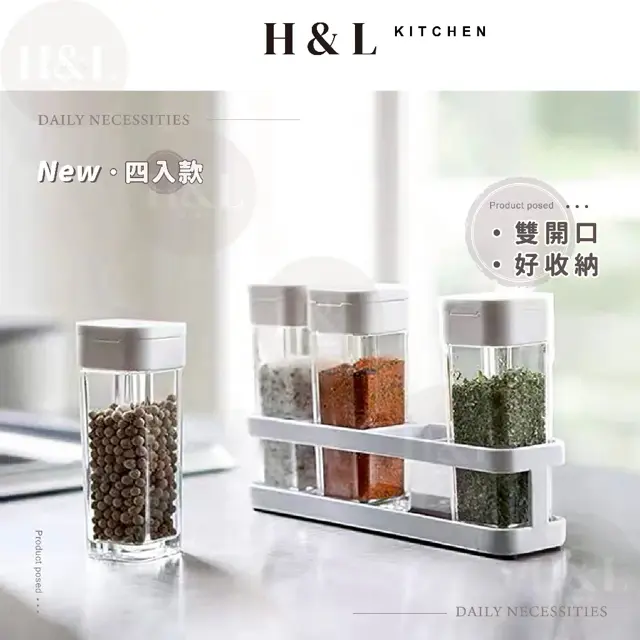 H&L KITCHEN
H&L
DAILY NECESSITIES
New·四入款
H&L
Product posed •••
·雙開口
·好收納
Product posed •••
H&L
DAILY NECESSITIES